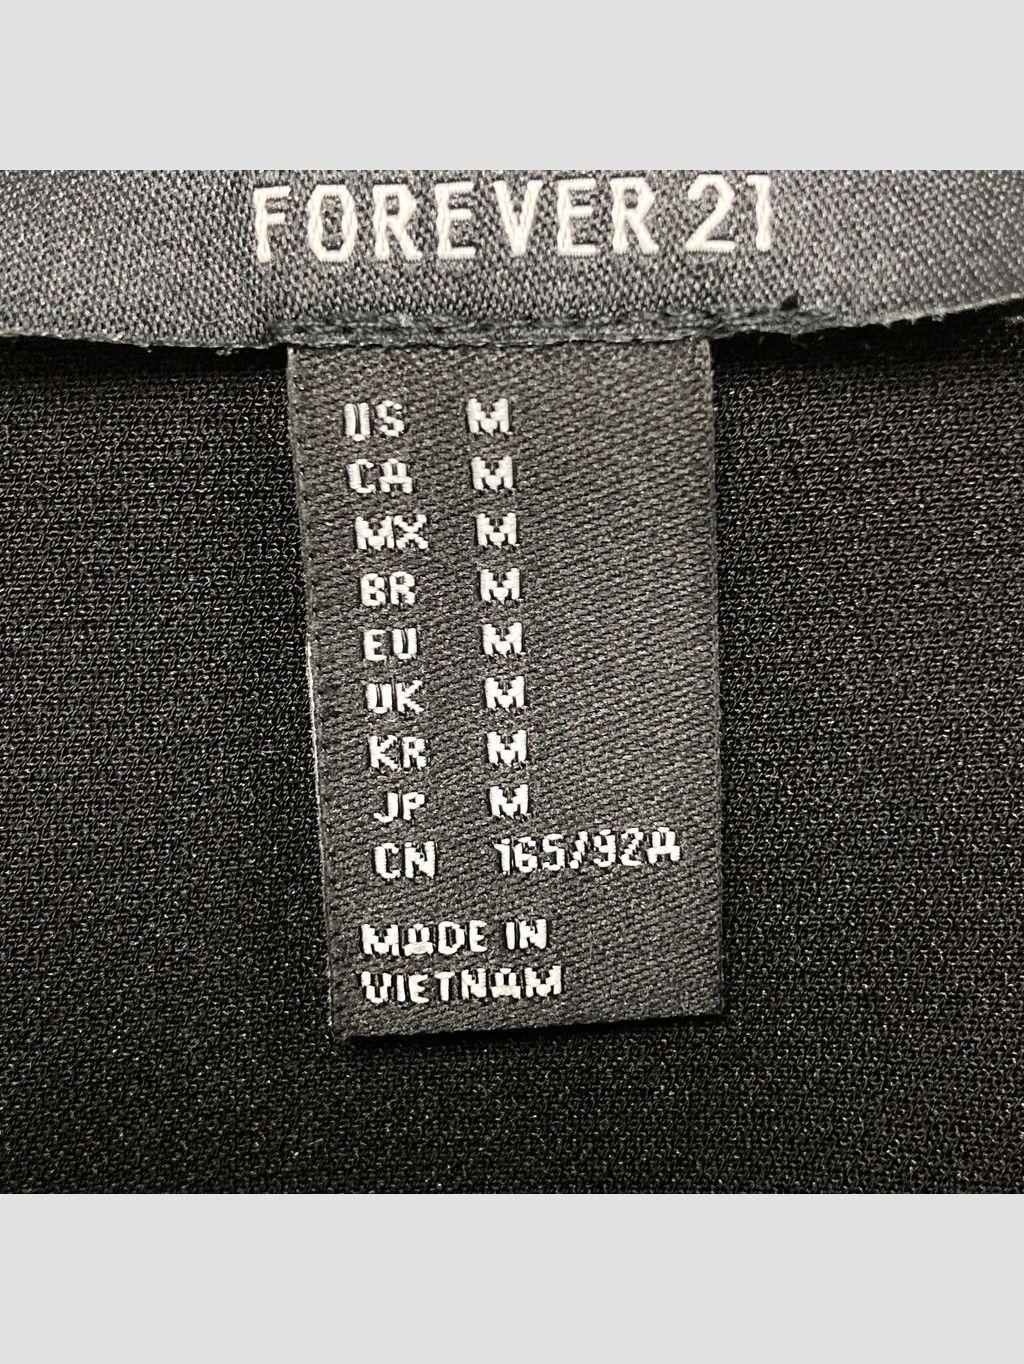 FOREVER 21
US M
CA M
MX M
BR M
EU M
UK M
KR M
JP M
CN 165/92A
MADE IN
VIETNAM